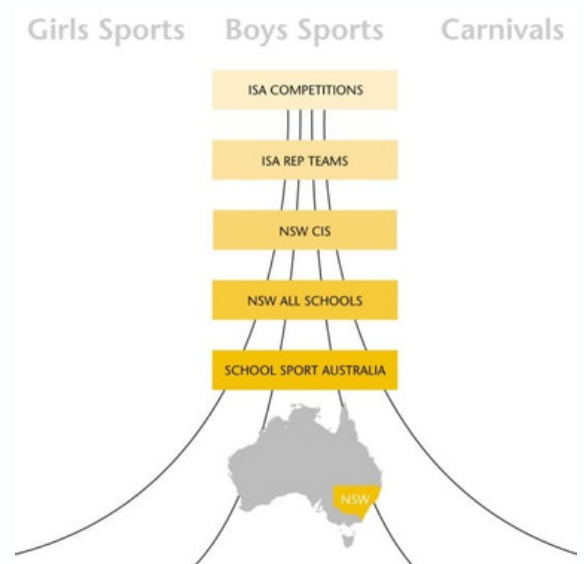 Girls Sports Boys Sports Carnivals
ISA COMPETITIONS
ISA REP TEAMS
NSW CIS
NSW ALL SCHOOLS
SCHOOL SPORT AUSTRALIA
NSW